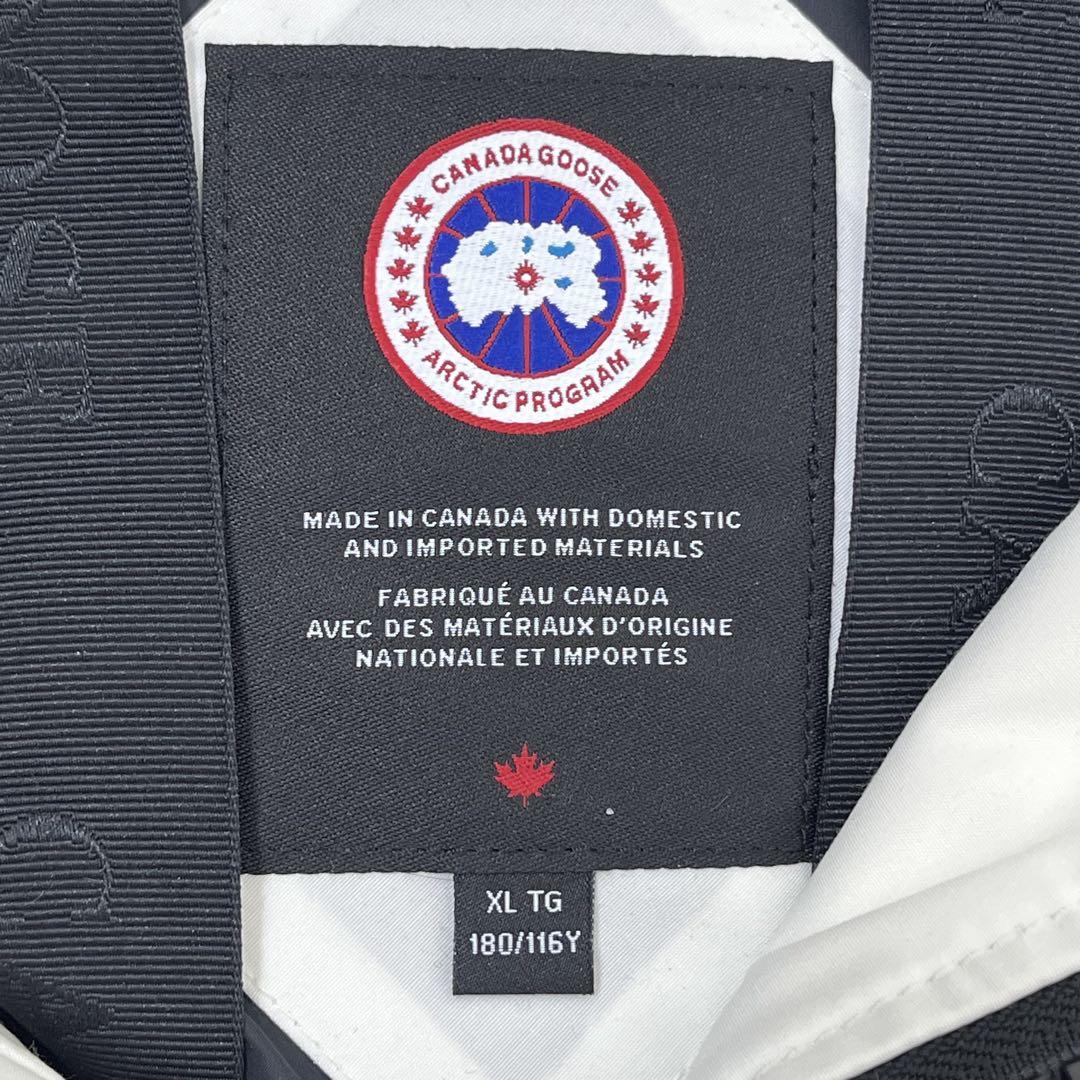 CANADA GOOSE
ARCTIC PROGRAM
MADE IN CANADA WITH DOMESTIC
AND IMPORTED MATERIALS
FABRIQUÉ AU CANADA
AVEC DES MATÉRIAUX D'ORIGINE
NATIONALE ET IMPORTÉS
XL TG
180/116Y